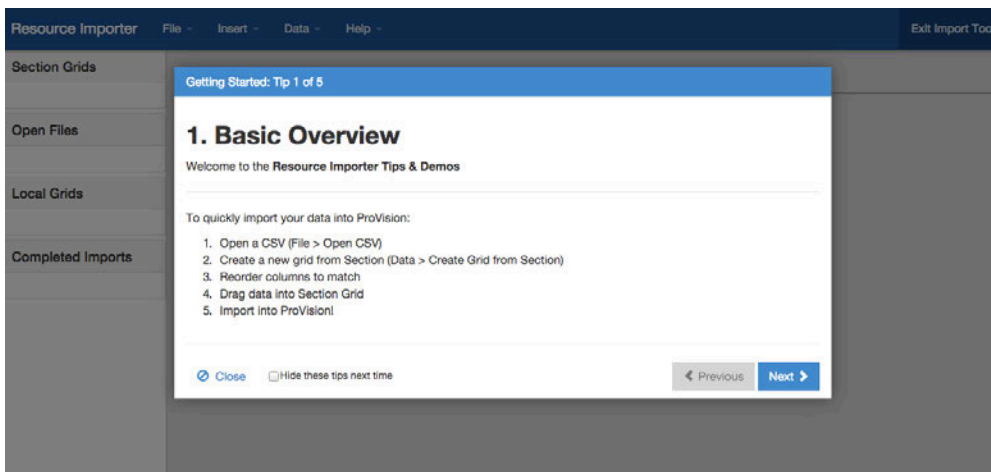 Resource Importer File Insert Data Help Exit Import Too
Section Grids
Getting Started: Tip 1 of 5
Open Files
1. Basic Overview
Welcome to the Resource Importer Tips & Demos
Local Grids
To quickly import your data into ProVision:
1. Open a CSV (File > Open CSV)
Completed Imports
2. Create a new grid from Section (Data > Create Grid from Section)
3. Reorder columns to match
4. Drag data into Section Grid
5. Import into ProVision!
Close Hide these tips next time Previous Next